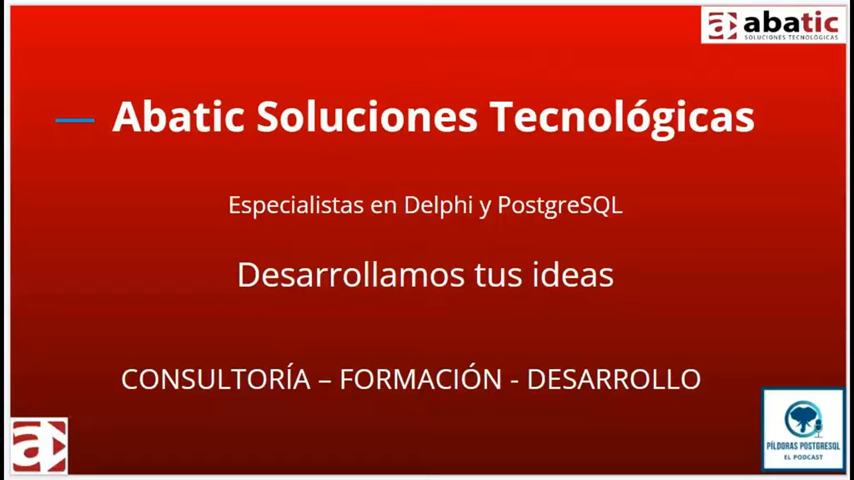 abatic
SOLUCIONES TECNOLÓGICAS
Abatic Soluciones Tecnológicas
Especialistas en Delphi y PostgreSQL
Desarrollamos tus ideas
CONSULTORÍA – FORMACIÓN - DESARROLLO
PÍLDORAS POSTGRESQL
EL PODCAST